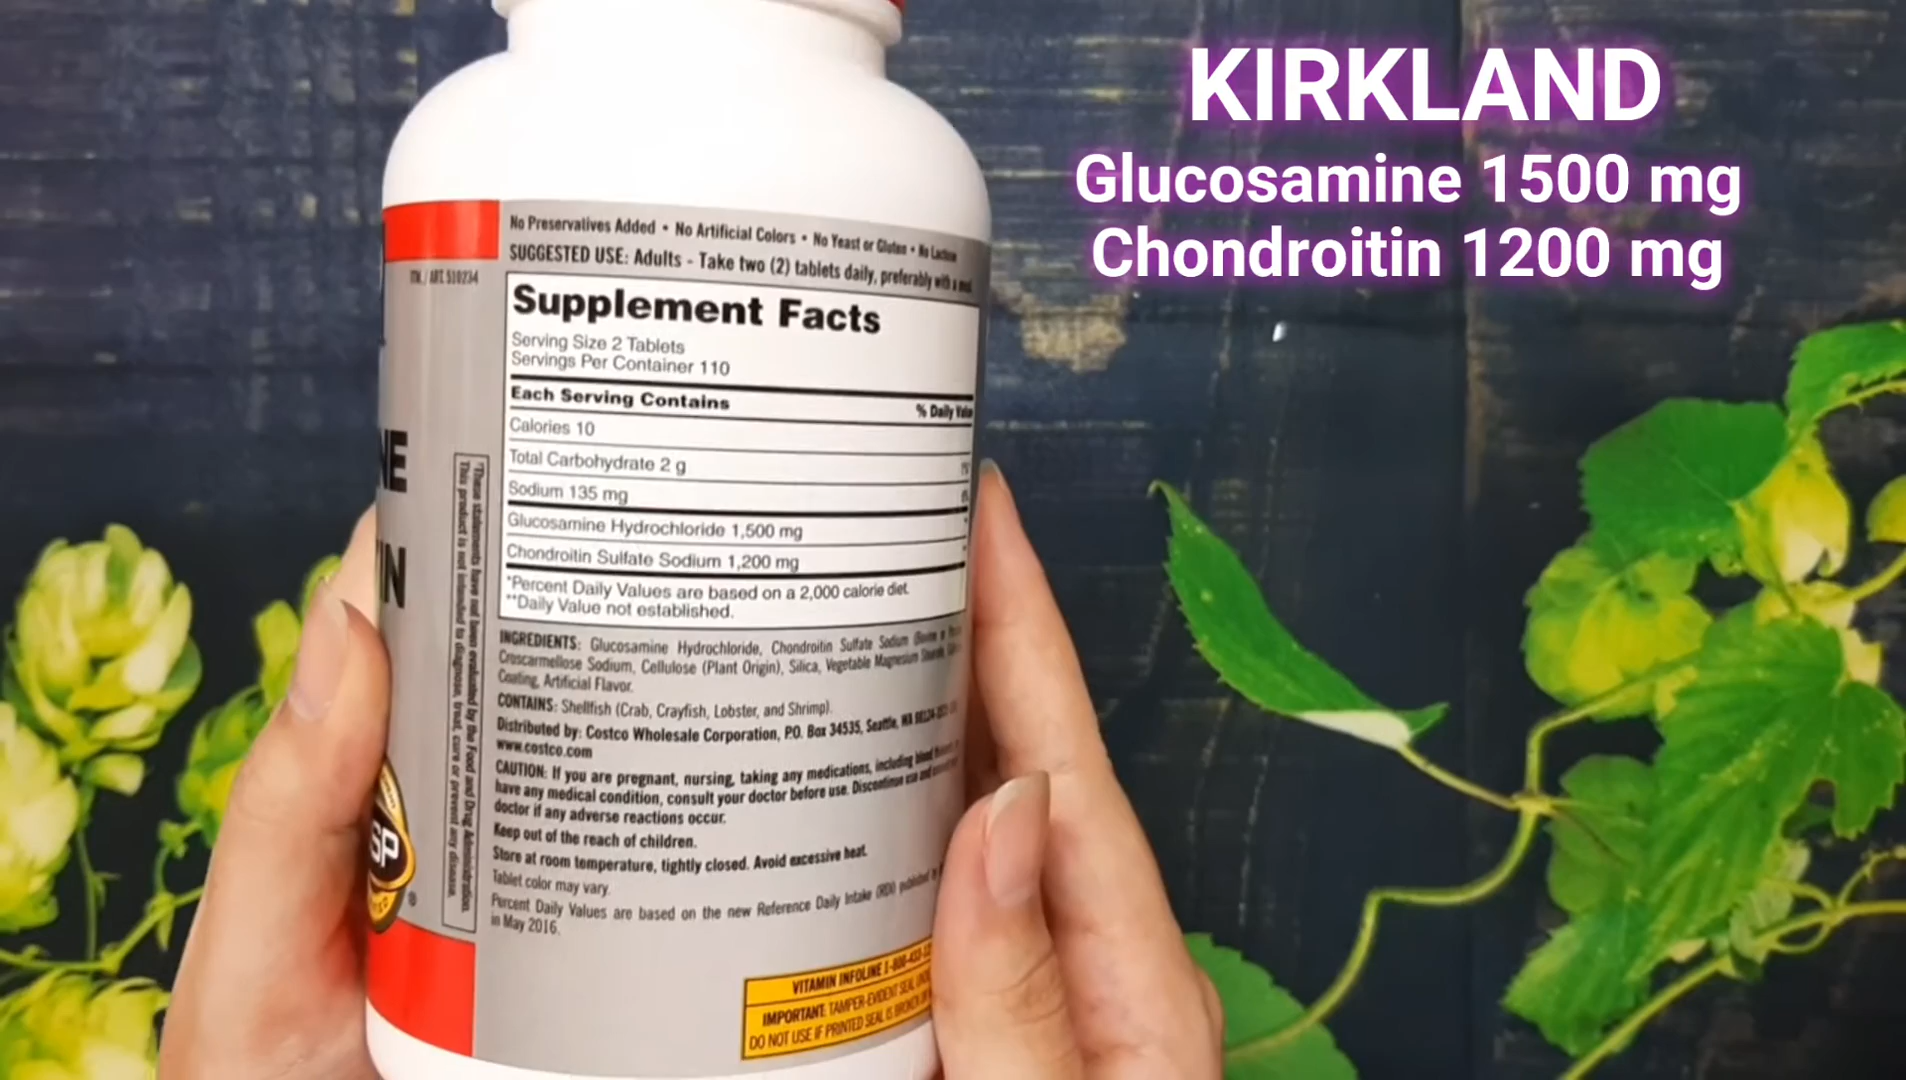 KIRKLAND
Glucosamine 1500 mg
Chondroitin 1200 mg
No Preservatives Added • No Artificial Colors • No Yeast or Gluten • No Lactose
SUGGESTED USE: Adults - Take two (2) tablets daily, preferably with a meal.
ITM./ART. 510234
Supplement Facts
Serving Size 2 Tablets
Servings Per Container 110
Each Serving Contains % Daily Value
Calories 10
Total Carbohydrate 2 g
Sodium 135 mg
Glucosamine Hydrochloride 1,500 mg
Chondroitin Sulfate Sodium 1,200 mg
*Percent Daily Values are based on a 2,000 calorie diet.
**Daily Value not established.
NE
IN
SP
*These statements have not been evaluated by the Food and Drug Administration.
This product is not intended to diagnose, treat, cure or prevent any disease.
INGREDIENTS: Glucosamine Hydrochloride, Chondroitin Sulfate Sodium (Bovine
Croscarmellose Sodium, Cellulose (Plant Origin), Silica, Vegetable Magnesium Stearate,
Coating, Artificial Flavor.
CONTAINS: Shellfish (Crab, Crayfish, Lobster, and Shrimp).
Distributed by: Costco Wholesale Corporation, P.O. Box 34535, Seattle, WA
www.costco.com
CAUTION: If you are pregnant, nursing, taking any medications, including blood
have any medical condition, consult your doctor before use. Discontinue use and
doctor if any adverse reactions occur.
Keep out of the reach of children.
Store at room temperature, tightly closed. Avoid excessive heat.
Tablet color may vary.
Percent Daily Values are based on the new Reference Daily Intake (RDI) published
in May 2016.
VITAMIN INFOLINE
IMPORTANT: TAMPER-EVIDENT SEAL
DO NOT USE IF PRINTED SEAL IS BROKEN